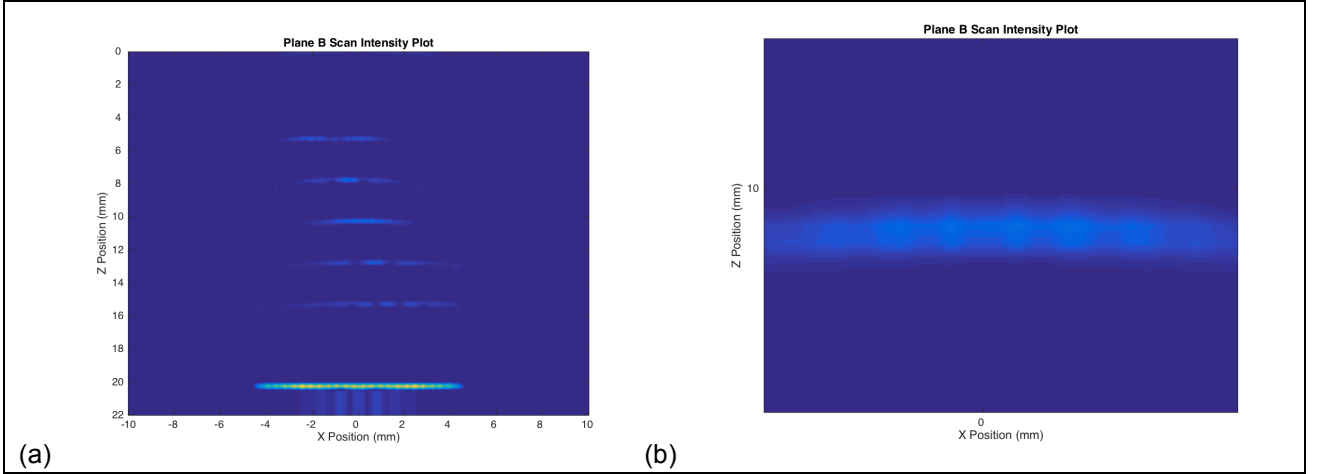 Plane B Scan Intensity Plot
0
2
4
6
8
10
12
14
16
18
20
22
Z Position (mm)
-10 -8 -6 -4 -2 0 2 4 6 8 10
X Position (mm)
(a)
Plane B Scan Intensity Plot
10
Z Position (mm)
0
X Position (mm)
(b)